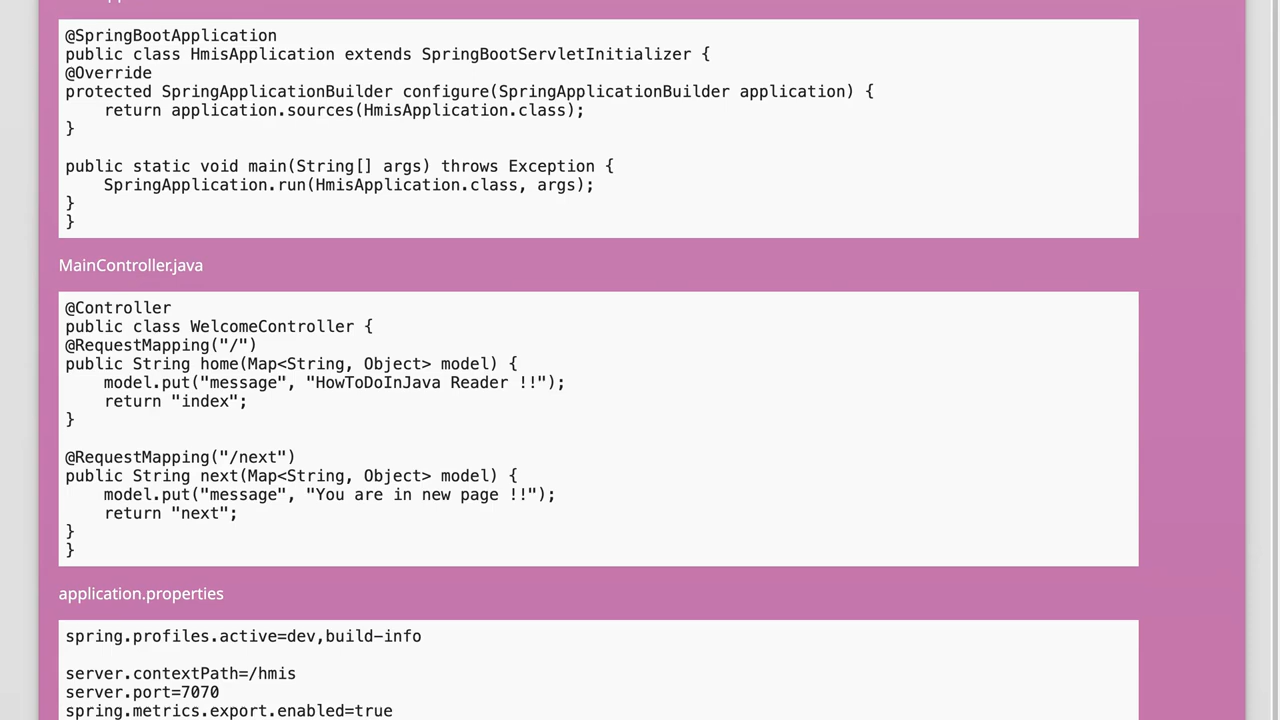 @SpringBootApplication
public class HmisApplication extends SpringBootServletInitializer {
@Override
protected SpringApplicationBuilder configure(SpringApplicationBuilder application) {
    return application.sources(HmisApplication.class);
}

public static void main(String[] args) throws Exception {
    SpringApplication.run(HmisApplication.class, args);
}
}
MainController.java
@Controller
public class WelcomeController {
@RequestMapping("/")
public String home(Map<String, Object> model) {
    model.put("message", "HowToDoInJava Reader !!");
    return "index";
}

@RequestMapping("/next")
public String next(Map<String, Object> model) {
    model.put("message", "You are in new page !!");
    return "next";
}
}
application.properties
spring.profiles.active=dev,build-info

server.contextPath=/hmis
server.port=7070
spring.metrics.export.enabled=true